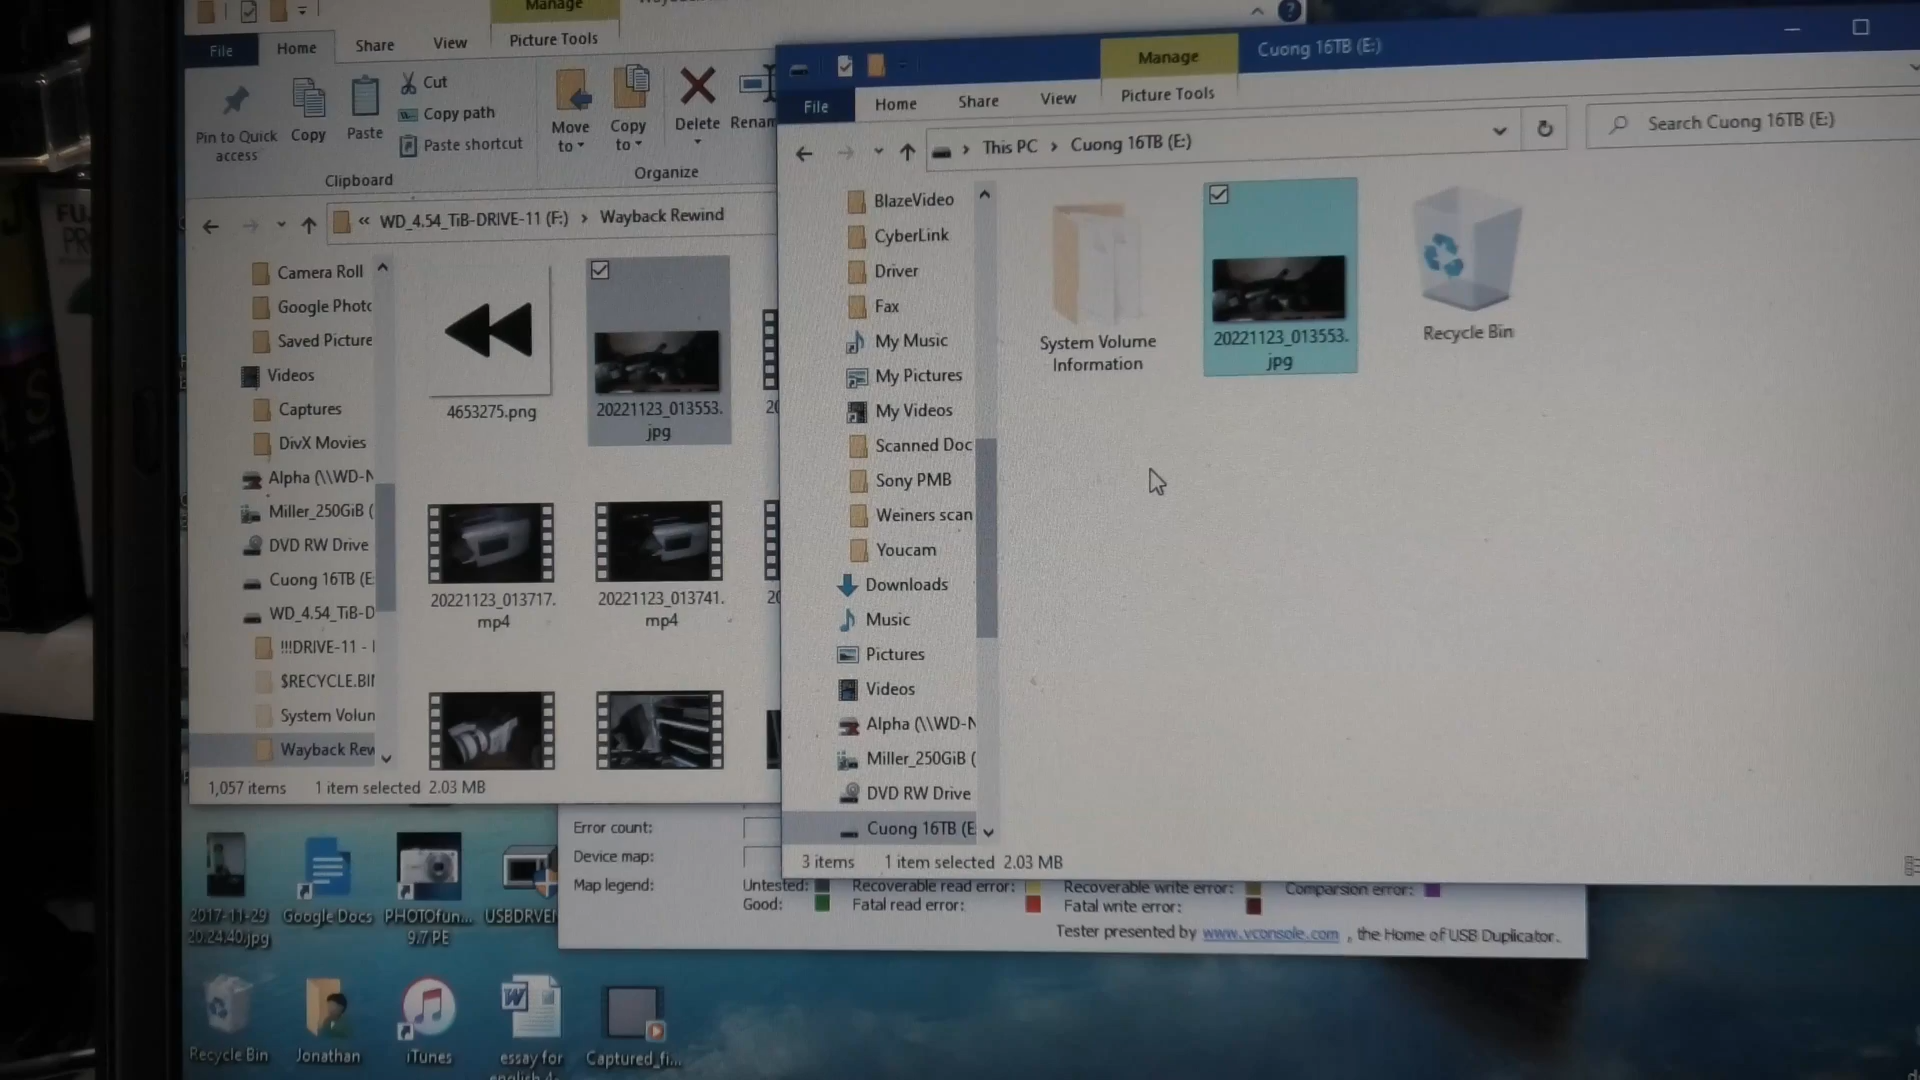 Manage
File
Home
Share
View
Picture Tools
Pin to Quick
access
Copy
Paste
Cut
Copy path
Paste shortcut
Clipboard
Move
to
Copy
to
Delete
Renam
Organize
« WD_4.54_TiB-DRIVE-11 (F:) > Wayback Rewind
Camera Roll
Google Photo
Saved Picture
Videos
Captures
DivX Movies
Alpha (\\WD-N
Miller_250GiB (
DVD RW Drive
Cuong 16TB (E
WD_4.54_TiB-D
!!!DRIVE-11 -
$RECYCLE.BIN
System Volun
Wayback Rew
4653275.png
20221123_013553.
jpg
20221123_013717.
mp4
20221123_013741.
mp4
1,057 items
1 item selected 2.03 MB
Manage
Cuong 16TB (E:)
File
Home
Share
View
Picture Tools
This PC > Cuong 16TB (E:)
Search Cuong 16TB (E:)
BlazeVideo
CyberLink
Driver
Fax
My Music
My Pictures
My Videos
Scanned Doc
Sony PMB
Weiners scan
Youcam
Downloads
Music
Pictures
Videos
Alpha (\\WD-N
Miller_250GiB (
DVD RW Drive
Cuong 16TB (E
System Volume
Information
20221123_013553.
jpg
Recycle Bin
3 items
1 item selected 2.03 MB
Error count:
Device map:
Map legend:
Untested:
Recoverable read error:
Recoverable write error:
Comparsion error:
Good:
Fatal read error:
Fatal write error:
Tester presented by www.vconsole.com , the Home of USB Duplicator.
2017-11-29
20.24.40.jpg
Google Docs
PHOTOfun...
9.7 PE
USBDRVEN
Recycle Bin
Jonathan
iTunes
essay for
english 4-
Captured_fi...